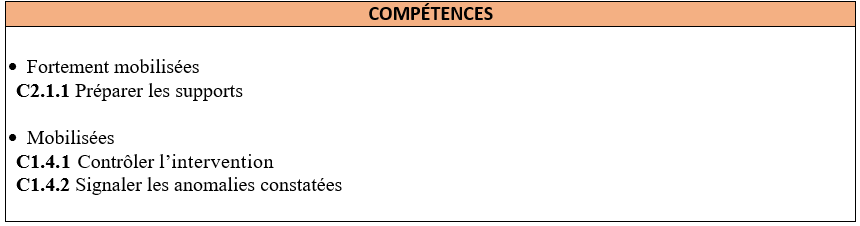 COMPÉTENCES
• Fortement mobilisées
C2.1.1 Préparer les supports
• Mobilisées
C1.4.1 Contrôler l’intervention
C1.4.2 Signaler les anomalies constatées